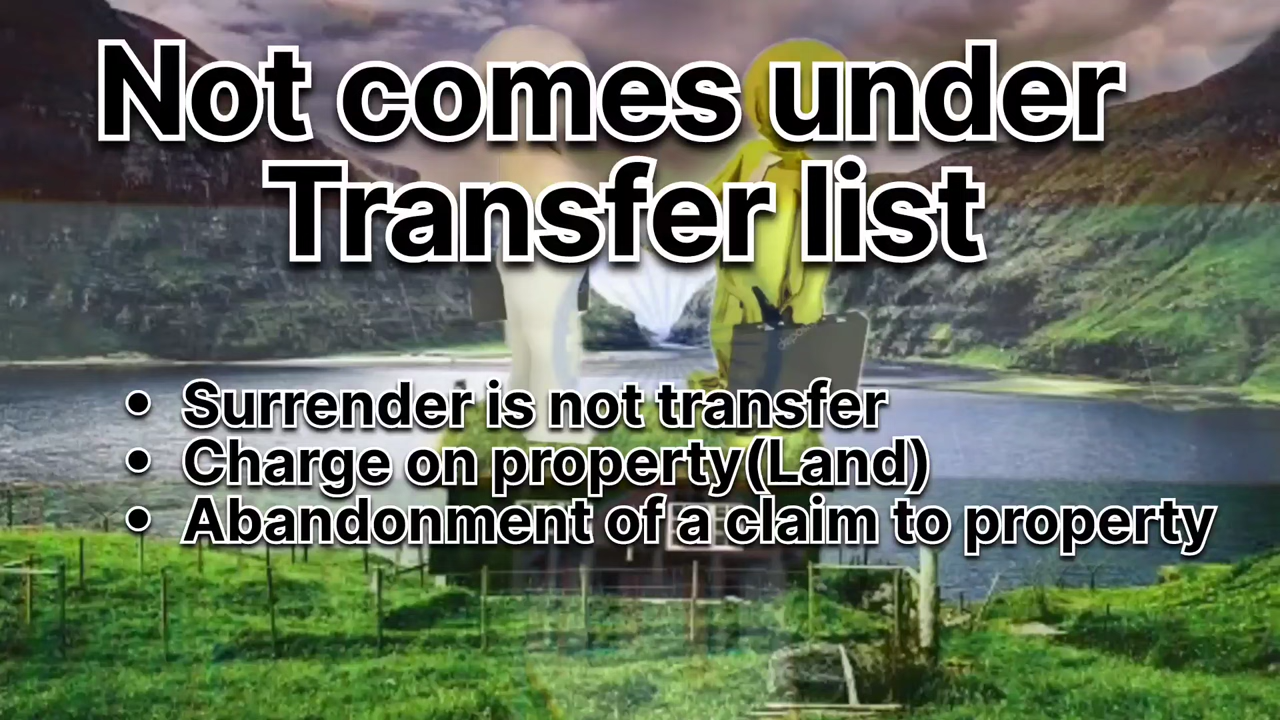 Not comes under
Transfer list
• Surrender is not transfer
• Charge on property(Land)
• Abandonment of a claim to property